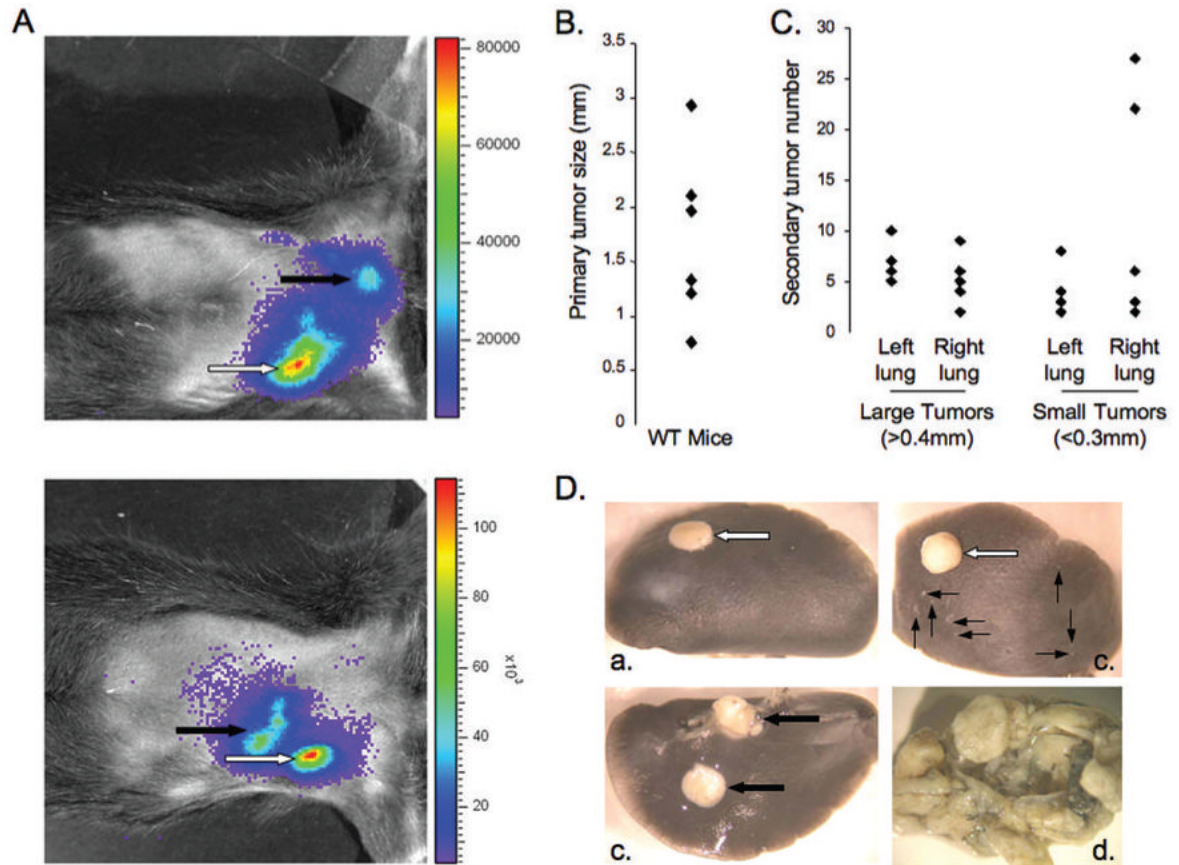 A
80000
60000
40000
20000
100
80
60
40
20
x10³
B.
3.5
3
2.5
2
1.5
1
0.5
0
Primary tumor size (mm)
WT Mice
C.
30
25
20
15
10
5
0
Secondary tumor number
Left lung
Right lung
Left lung
Right lung
Large Tumors
(>0.4mm)
Small Tumors
(<0.3mm)
D.
a.
c.
c.
d.